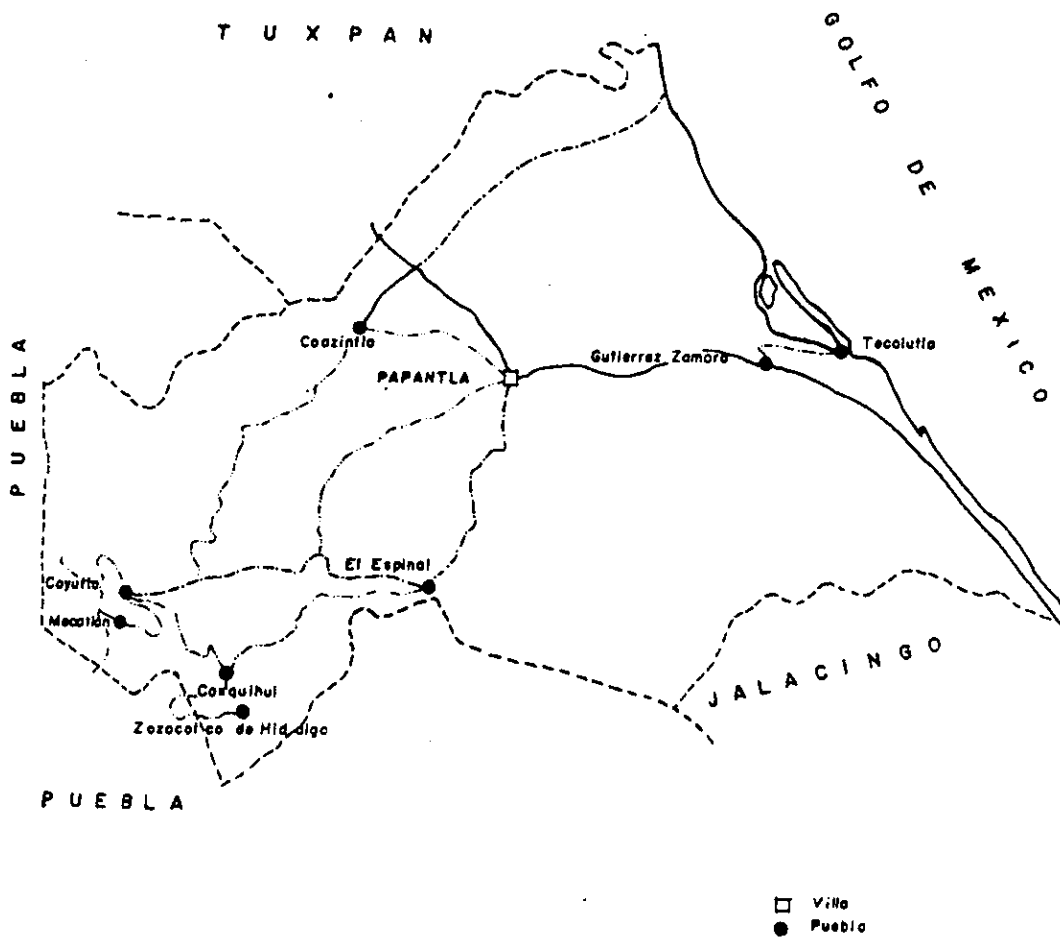 TUXPAN
GOLFO DE MEXICO
PUEBLA
Coazintla
PAPANTLA
Gutierrez Zamora
Tecolutla
El Espinal
Coyutla
Mecatlán
Coxquihui
Zozocolco de Hidalgo
JALACINGO
PUEBLA
Villa
Pueblo